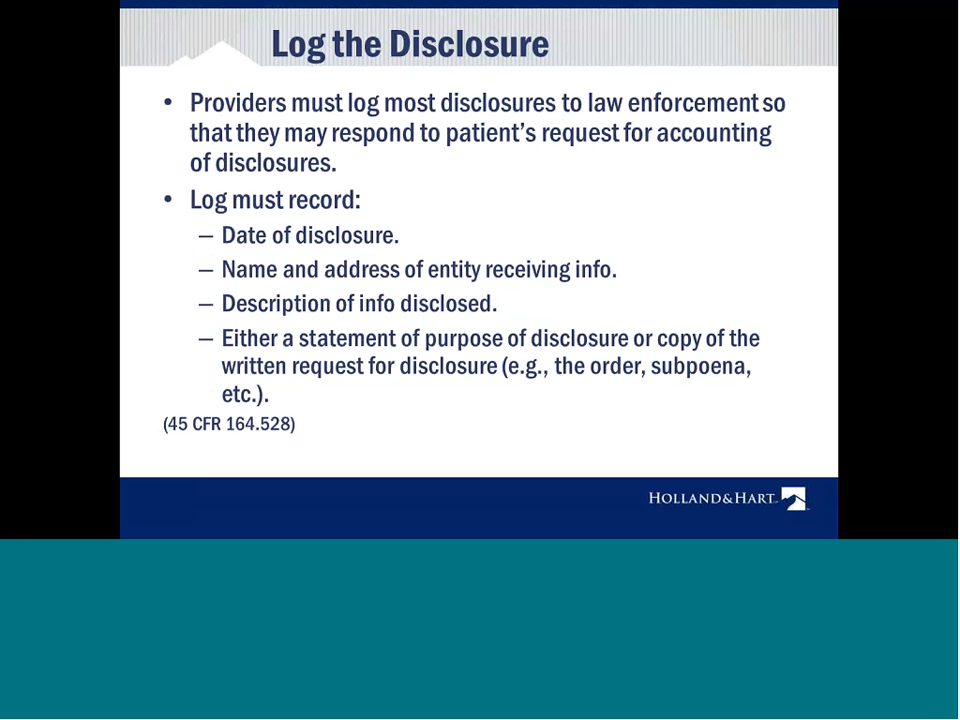 Log the Disclosure
• Providers must log most disclosures to law enforcement so
that they may respond to patient’s request for accounting
of disclosures.
• Log must record:
– Date of disclosure.
– Name and address of entity receiving info.
– Description of info disclosed.
– Either a statement of purpose of disclosure or copy of the
written request for disclosure (e.g., the order, subpoena,
etc.).
(45 CFR 164.528)
HOLLAND&HART